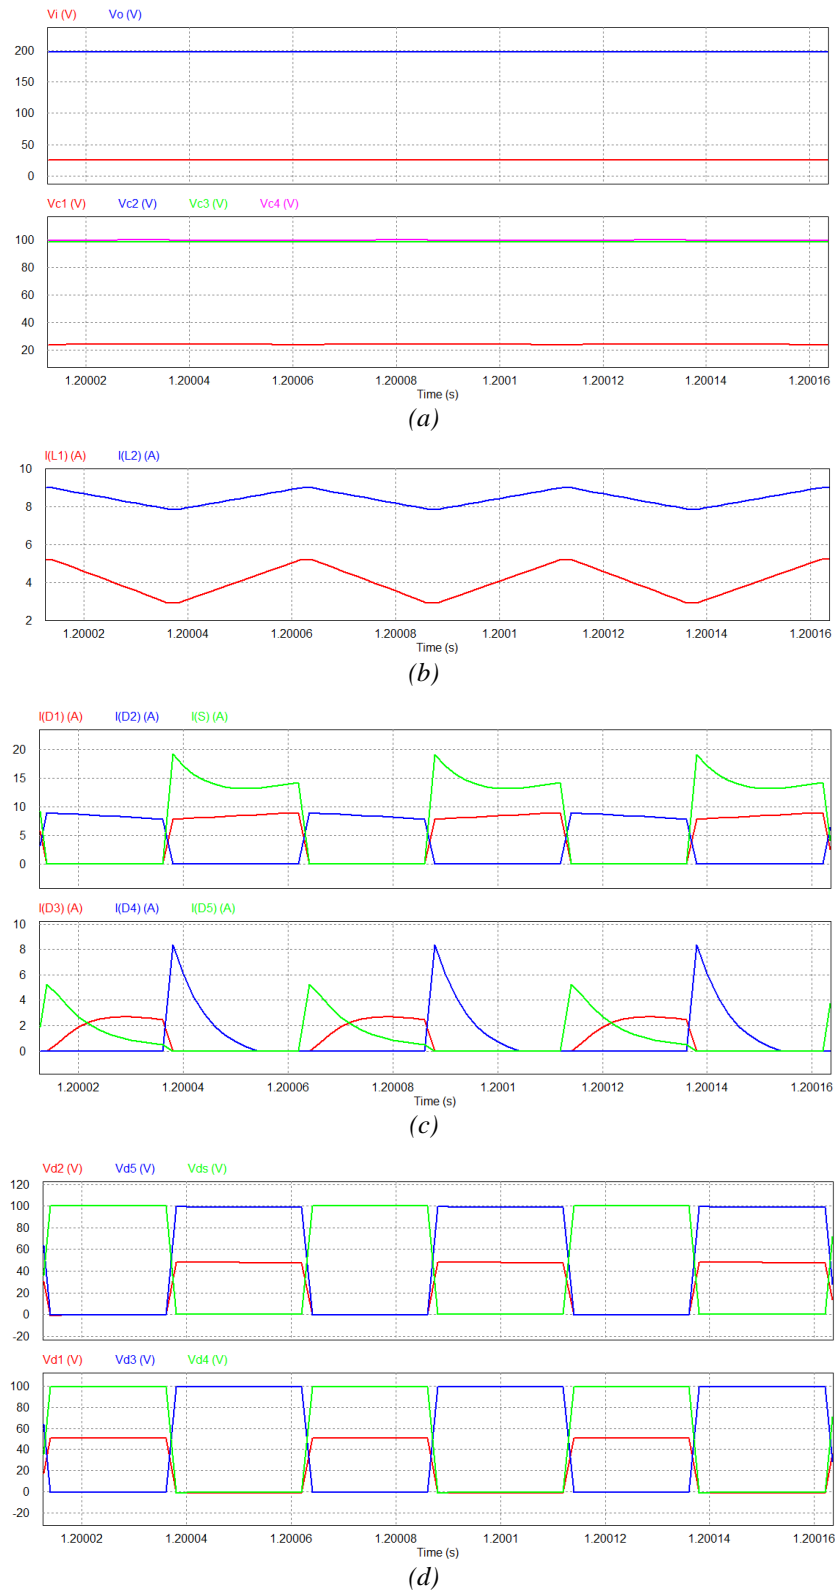 Vi (V) Vo (V)
200
150
100
50
0
Vc1 (V) Vc2 (V) Vc3 (V) Vc4 (V)
100
80
60
40
20
1.20002 1.20004 1.20006 1.20008 1.2001 1.20012 1.20014 1.20016
Time (s)
(a)
I(L1) (A) I(L2) (A)
10
8
6
4
2
1.20002 1.20004 1.20006 1.20008 1.2001 1.20012 1.20014 1.20016
Time (s)
(b)
I(D1) (A) I(D2) (A) I(S) (A)
20
15
10
5
0
I(D3) (A) I(D4) (A) I(D5) (A)
10
8
6
4
2
0
1.20002 1.20004 1.20006 1.20008 1.2001 1.20012 1.20014 1.20016
Time (s)
(c)
Vd2 (V) Vd5 (V) Vds (V)
120
100
80
60
40
20
0
-20
Vd1 (V) Vd3 (V) Vd4 (V)
100
80
60
40
20
0
-20
1.20002 1.20004 1.20006 1.20008 1.2001 1.20012 1.20014 1.20016
Time (s)
(d)